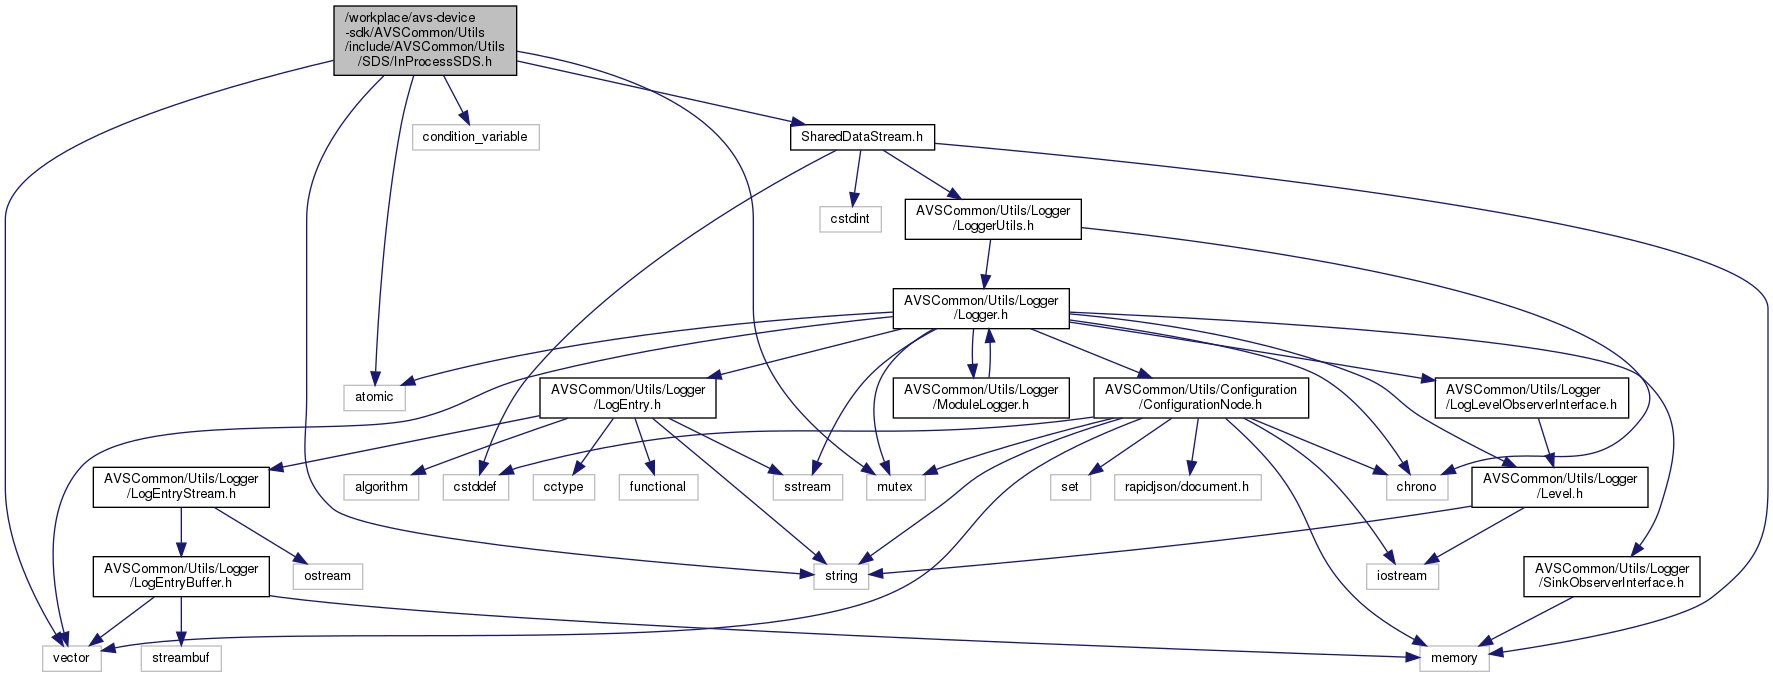 /workplace/avs-device
-sdk/AVSCommon/Utils
/include/AVSCommon/Utils
/SDS/InProcessSDS.h
condition_variable
SharedDataStream.h
cstdint
AVSCommon/Utils/Logger
/LoggerUtils.h
AVSCommon/Utils/Logger
/Logger.h
atomic
AVSCommon/Utils/Logger
/LogEntry.h
AVSCommon/Utils/Logger
/ModuleLogger.h
AVSCommon/Utils/Configuration
/ConfigurationNode.h
AVSCommon/Utils/Logger
/LogLevelObserverInterface.h
AVSCommon/Utils/Logger
/LogEntryStream.h
algorithm
cstddef
cctype
functional
sstream
mutex
set
rapidjson/document.h
chrono
AVSCommon/Utils/Logger
/Level.h
AVSCommon/Utils/Logger
/LogEntryBuffer.h
ostream
string
iostream
AVSCommon/Utils/Logger
/SinkObserverInterface.h
vector
streambuf
memory